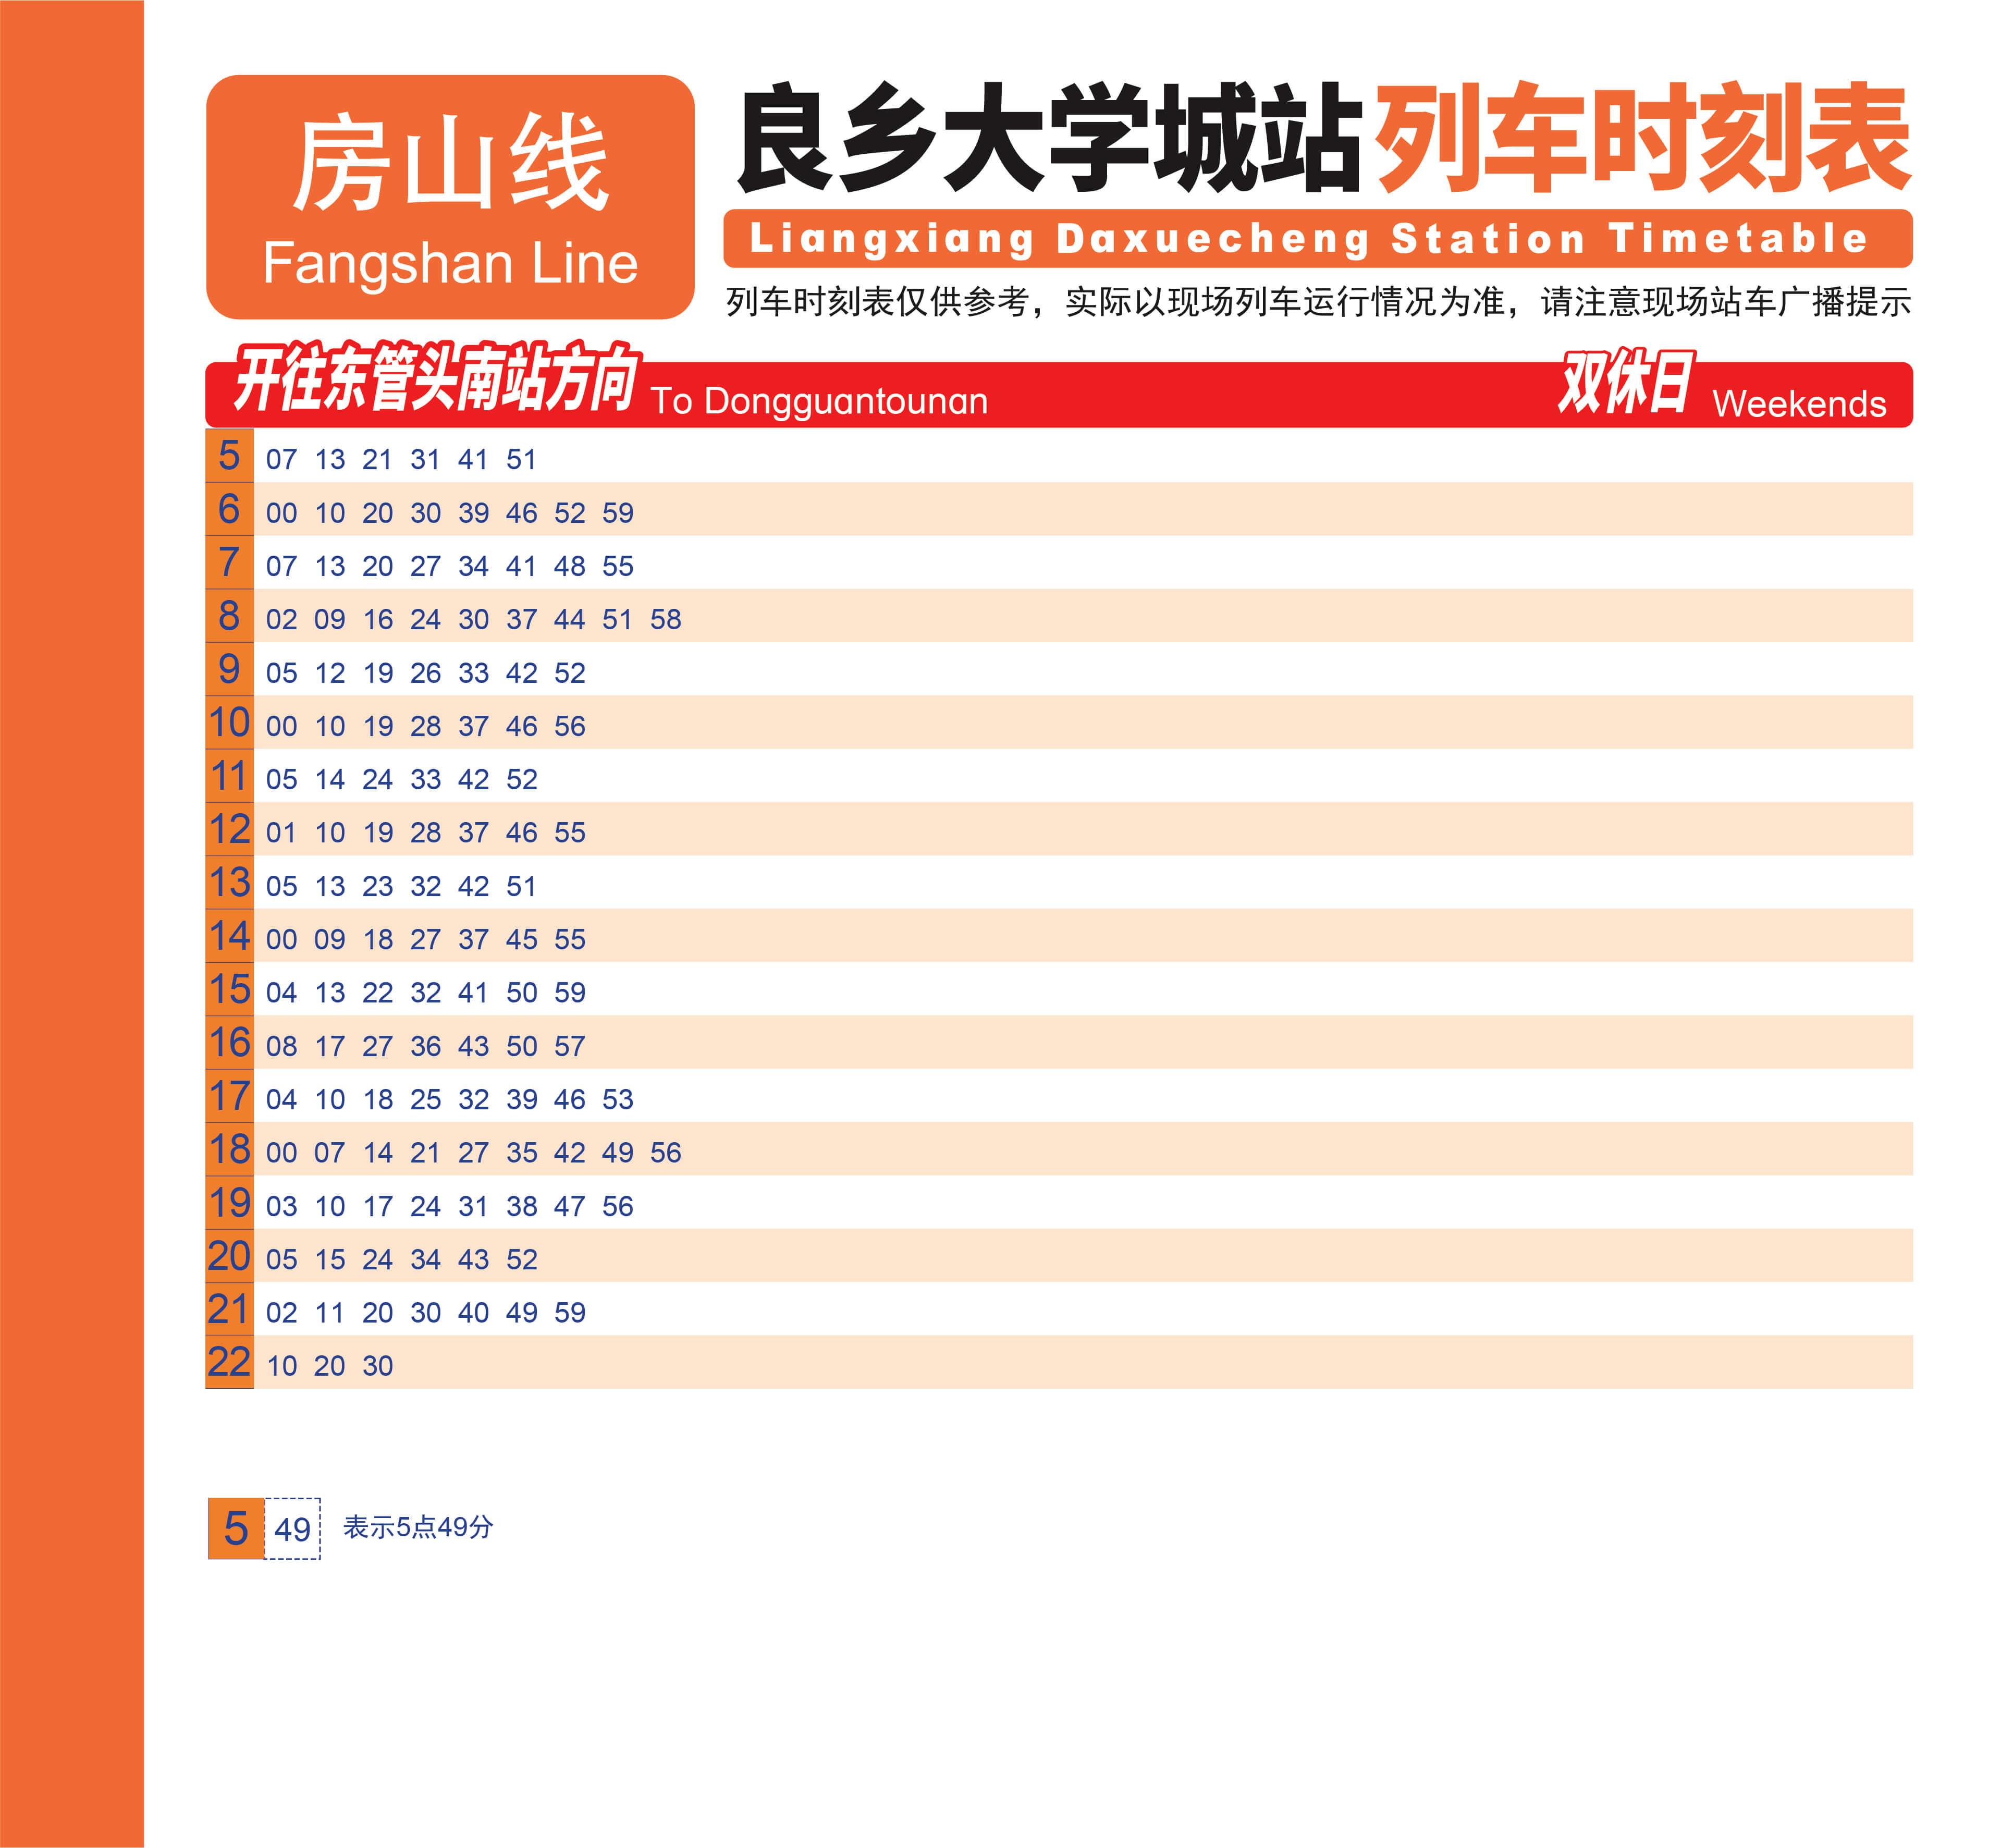 房山线
Fangshan Line
良乡大学城站列车时刻表
Liangxiang Daxuecheng Station Timetable
列车时刻表仅供参考，实际以现场列车运行情况为准，请注意现场站车广播提示
开往东管头南站方向 To Dongguantounan 双休日 Weekends
5 07 13 21 31 41 51
6 00 10 20 30 39 46 52 59
7 07 13 20 27 34 41 48 55
8 02 09 16 24 30 37 44 51 58
9 05 12 19 26 33 42 52
10 00 10 19 28 37 46 56
11 05 14 24 33 42 52
12 01 10 19 28 37 46 55
13 05 13 23 32 42 51
14 00 09 18 27 37 45 55
15 04 13 22 32 41 50 59
16 08 17 27 36 43 50 57
17 04 10 18 25 32 39 46 53
18 00 07 14 21 27 35 42 49 56
19 03 10 17 24 31 38 47 56
20 05 15 24 34 43 52
21 02 11 20 30 40 49 59
22 10 20 30
5 49 表示5点49分